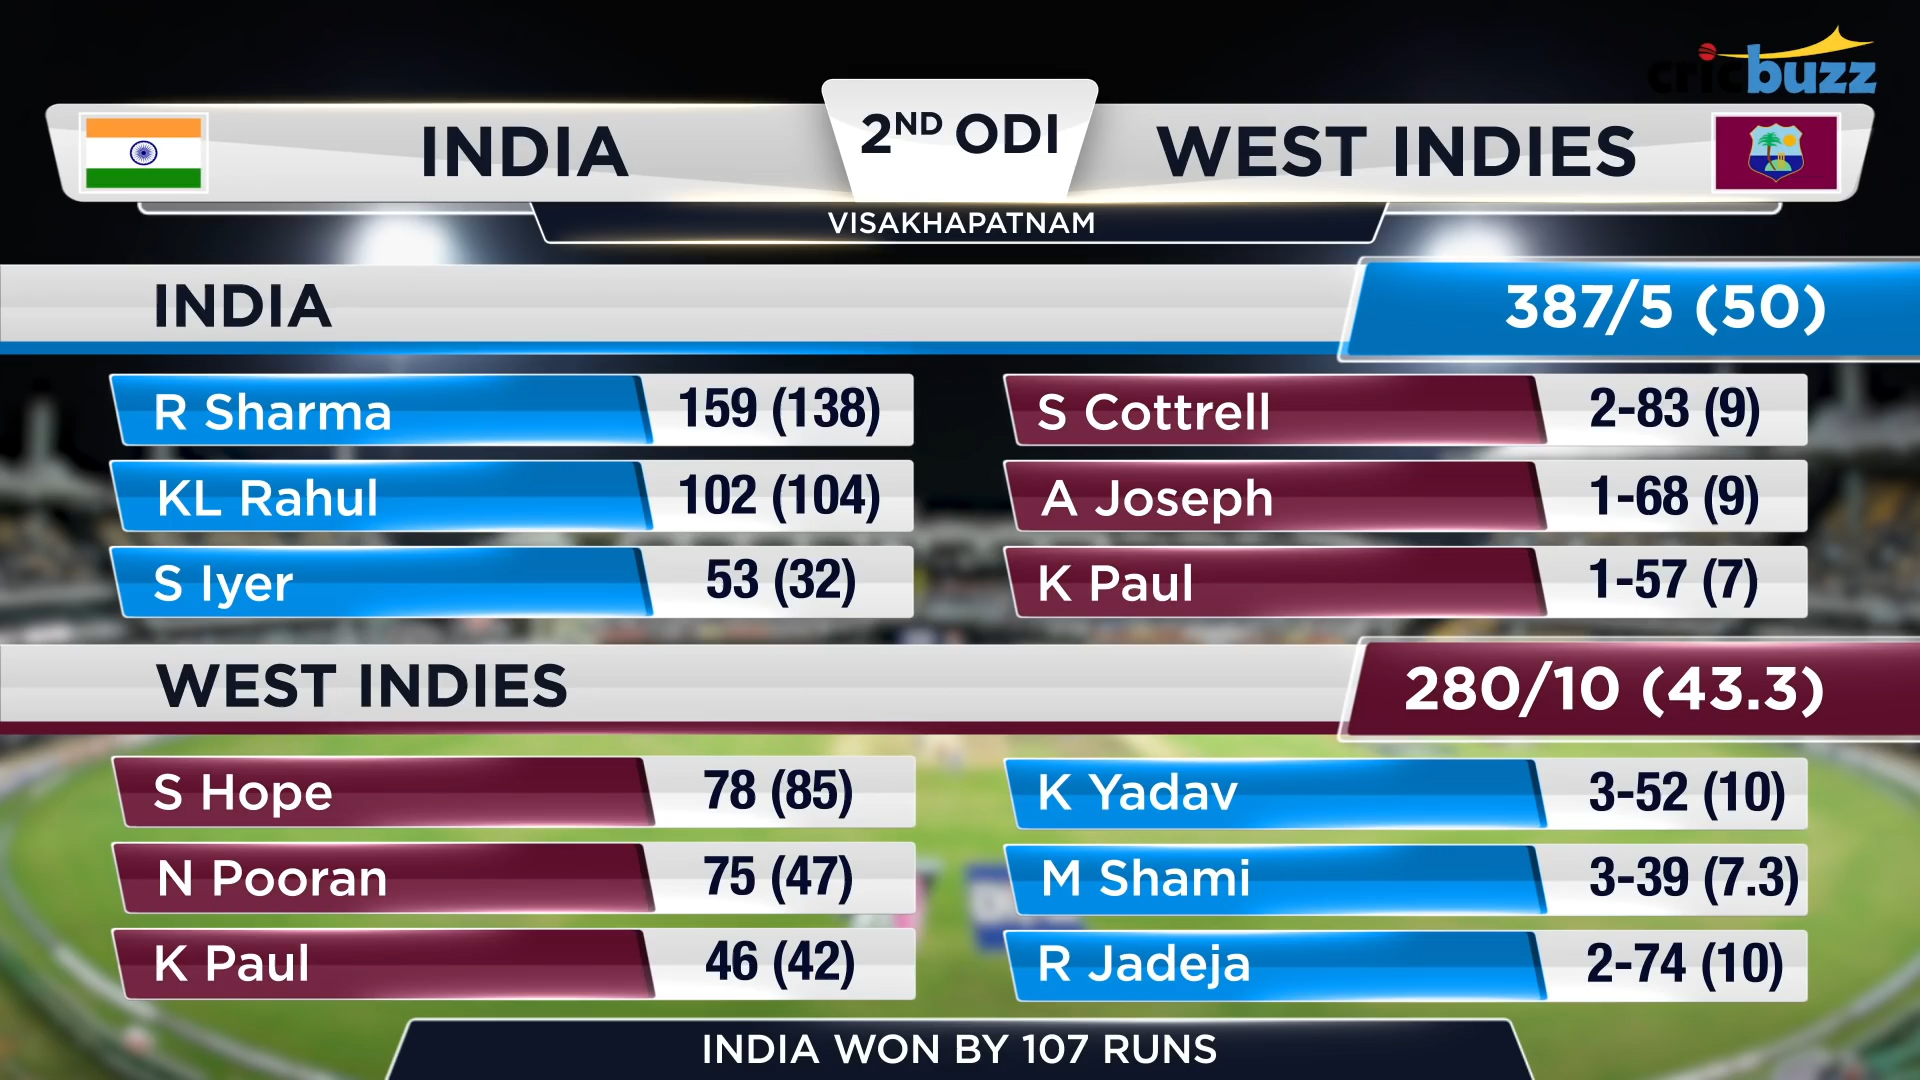 cricbuzz
INDIA 2ND ODI WEST INDIES
VISAKHAPATNAM
INDIA 387/5 (50)
R Sharma 159 (138) S Cottrell 2-83 (9)
KL Rahul 102 (104) A Joseph 1-68 (9)
S Iyer 53 (32) K Paul 1-57 (7)
WEST INDIES 280/10 (43.3)
S Hope 78 (85) K Yadav 3-52 (10)
N Pooran 75 (47) M Shami 3-39 (7.3)
K Paul 46 (42) R Jadeja 2-74 (10)
INDIA WON BY 107 RUNS